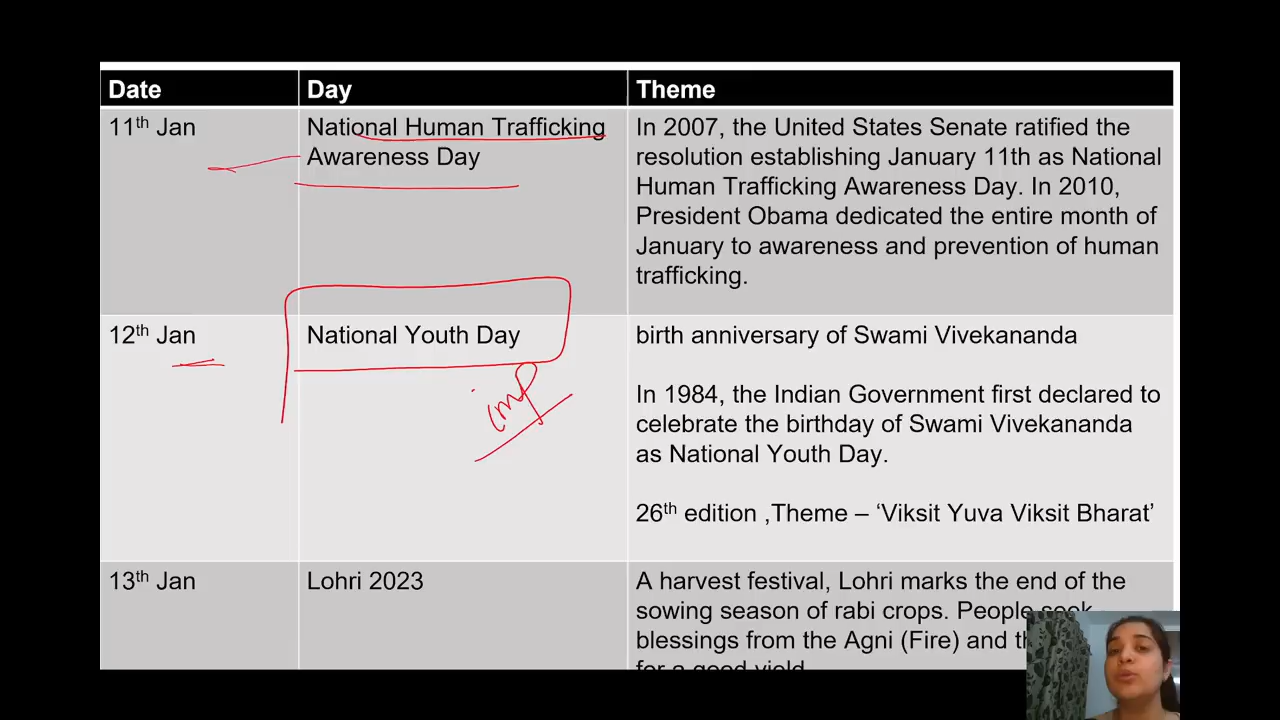 Date Day Theme
11th Jan
National Human Trafficking
Awareness Day
In 2007, the United States Senate ratified the
resolution establishing January 11th as National
Human Trafficking Awareness Day. In 2010,
President Obama dedicated the entire month of
January to awareness and prevention of human
trafficking.
12th Jan
National Youth Day
imp
birth anniversary of Swami Vivekananda
In 1984, the Indian Government first declared to
celebrate the birthday of Swami Vivekananda
as National Youth Day.
26th edition ,Theme – ‘Viksit Yuva Viksit Bharat’
13th Jan
Lohri 2023
A harvest festival, Lohri marks the end of the
sowing season of rabi crops. People seek
blessings from the Agni (Fire) and
for a good yield